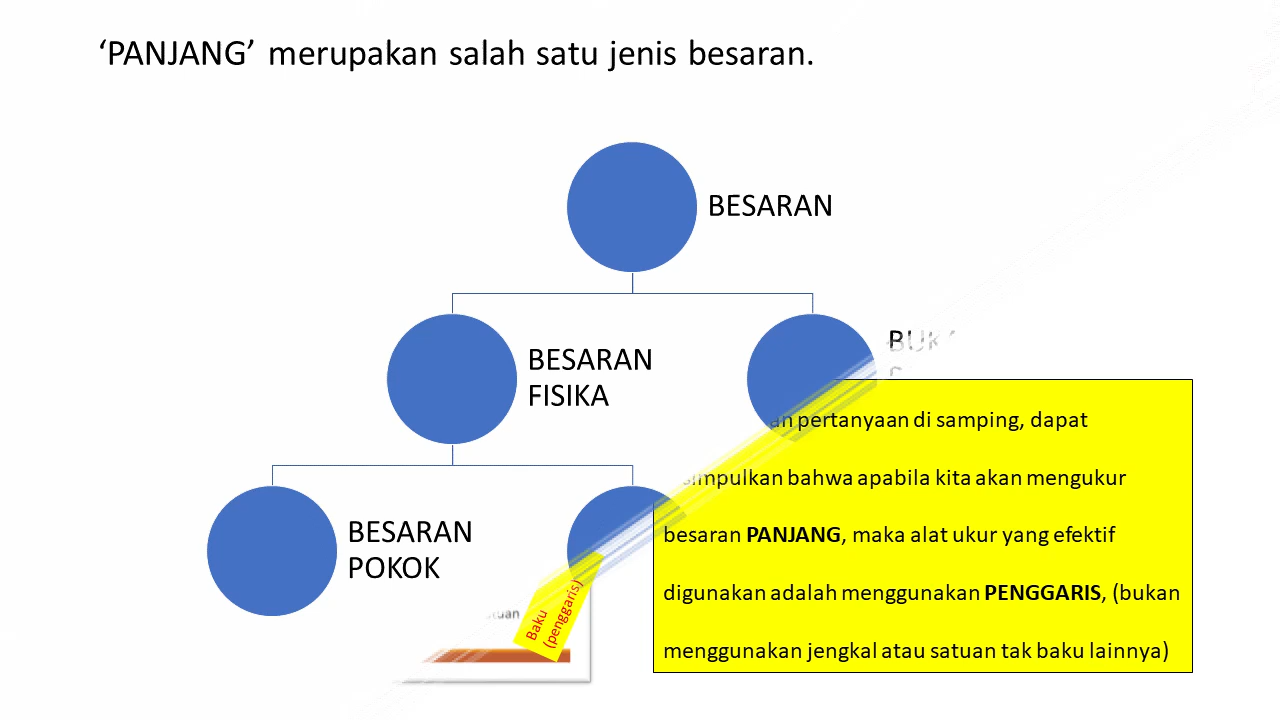 ‘PANJANG’ merupakan salah satu jenis besaran.
BESARAN
BESARAN
FISIKA
BESARAN
POKOK
pertanyaan di samping, dapat
bahwa apabila kita akan mengukur
besaran PANJANG, maka alat ukur yang efektif
digunakan adalah menggunakan PENGGARIS, (bukan
menggunakan jengkal atau satuan tak baku lainnya)
Baku
(penggaris)